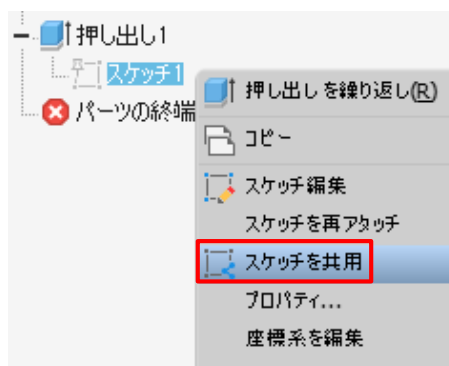 押し出し1
スケッチ1
パーツの終端
押し出し を繰り返し(R)
コピー
スケッチ編集
スケッチを再アタッチ
スケッチを共用
プロパティ...
座標系を編集